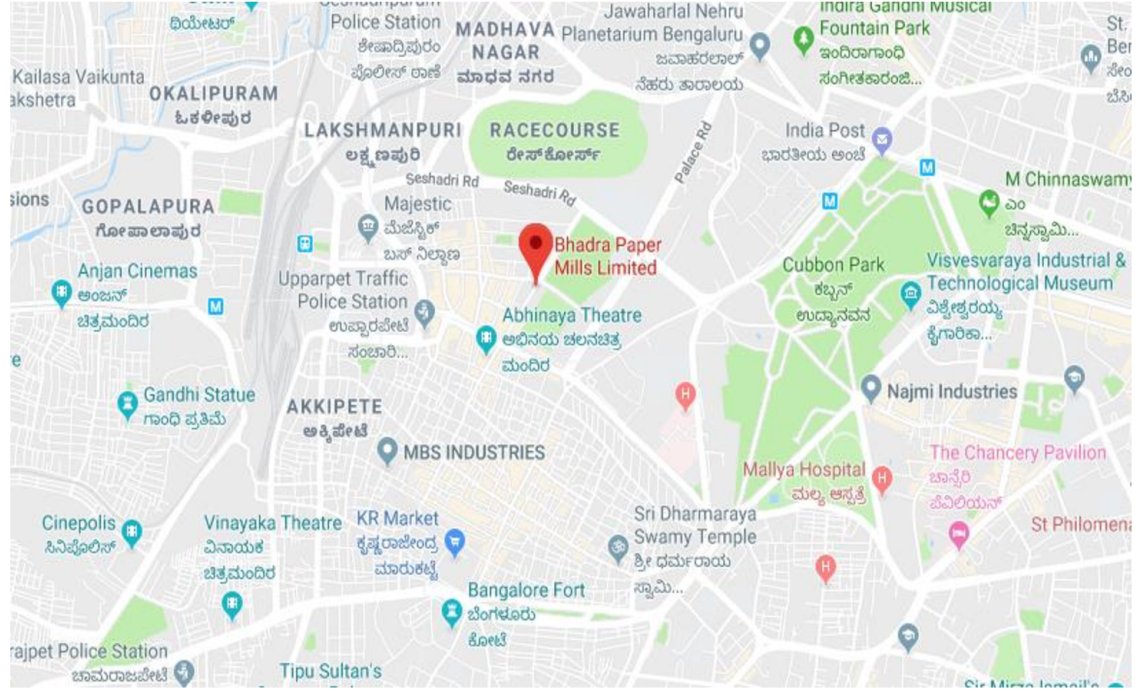 ಥಿಯೇಟರ್
Police Station
ಶೇಷಾದ್ರಿಪುರಂ
ಪೊಲೀಸ್ ಠಾಣೆ
MADHAVA
NAGAR
ಮಾಧವ ನಗರ
Jawaharlal Nehru
Planetarium Bengaluru
ಜವಾಹರಲಾಲ್
ನೆಹರು ತಾರಾಲಯ
Indira Gandhi Musical
Fountain Park
ಇಂದಿರಾಗಾಂಧಿ
ಸಂಗೀತಕಾರಂಜಿ...
St.
Kailasa Vaikunta
akshetra
OKALIPURAM
ಓಕಳೀಪುರ
LAKSHMANPURI
ಲಕ್ಷ್ಮಣಪುರಿ
RACECOURSE
ರೇಸ್‌ಕೋರ್ಸ್
Palace Rd
India Post
ಭಾರತೀಯ ಅಂಚೆ
M
M
M Chinnaswamy
ಎಂ
ಚಿನ್ನಸ್ವಾಮಿ...
Seshadri Rd
Seshadri Rd
sions
GOPALAPURA
ಗೋಪಾಲಾಪುರ
Majestic
ಮೆಜೆಸ್ಟಿಕ್
ಬಸ್ ನಿಲ್ದಾಣ
Bhadra Paper
Mills Limited
Cubbon Park
ಕಬ್ಬನ್
ಉದ್ಯಾನವನ
Visvesvaraya Industrial &
Technological Museum
ವಿಶ್ವೇಶ್ವರಯ್ಯ
ಕೈಗಾರಿಕಾ...
Anjan Cinemas
ಅಂಜನ್
ಚಿತ್ರಮಂದಿರ
M
Upparpet Traffic
Police Station
ಉಪ್ಪಾರಪೇಟೆ
ಸಂಚಾರಿ...
Abhinaya Theatre
ಅಭಿನಯ ಚಲನಚಿತ್ರ
ಮಂದಿರ
Gandhi Statue
ಗಾಂಧಿ ಪ್ರತಿಮೆ
AKKIPETE
ಅಕ್ಕಿಪೇಟೆ
MBS INDUSTRIES
H
Najmi Industries
Mallya Hospital
ಮಲ್ಯ ಆಸ್ಪತ್ರೆ
H
The Chancery Pavilion
ಚಾನ್ಸೆರಿ
ಪೆವಿಲಿಯನ್
St Philomena
Cinepolis
ಸಿನಿಪೊಲಿಸ್
Vinayaka Theatre
ವಿನಾಯಕ
ಚಿತ್ರಮಂದಿರ
KR Market
ಕೃಷ್ಣರಾಜೇಂದ್ರ
ಮಾರುಕಟ್ಟೆ
Sri Dharmaraya
Swamy Temple
ಶ್ರೀ ಧರ್ಮರಾಯ
ಸ್ವಾಮಿ...
H
Bangalore Fort
ಬೆಂಗಳೂರು
ಕೋಟೆ
rajpet Police Station
ಚಾಮರಾಜಪೇಟೆ
Tipu Sultan's
Sir Mirza Ismail's